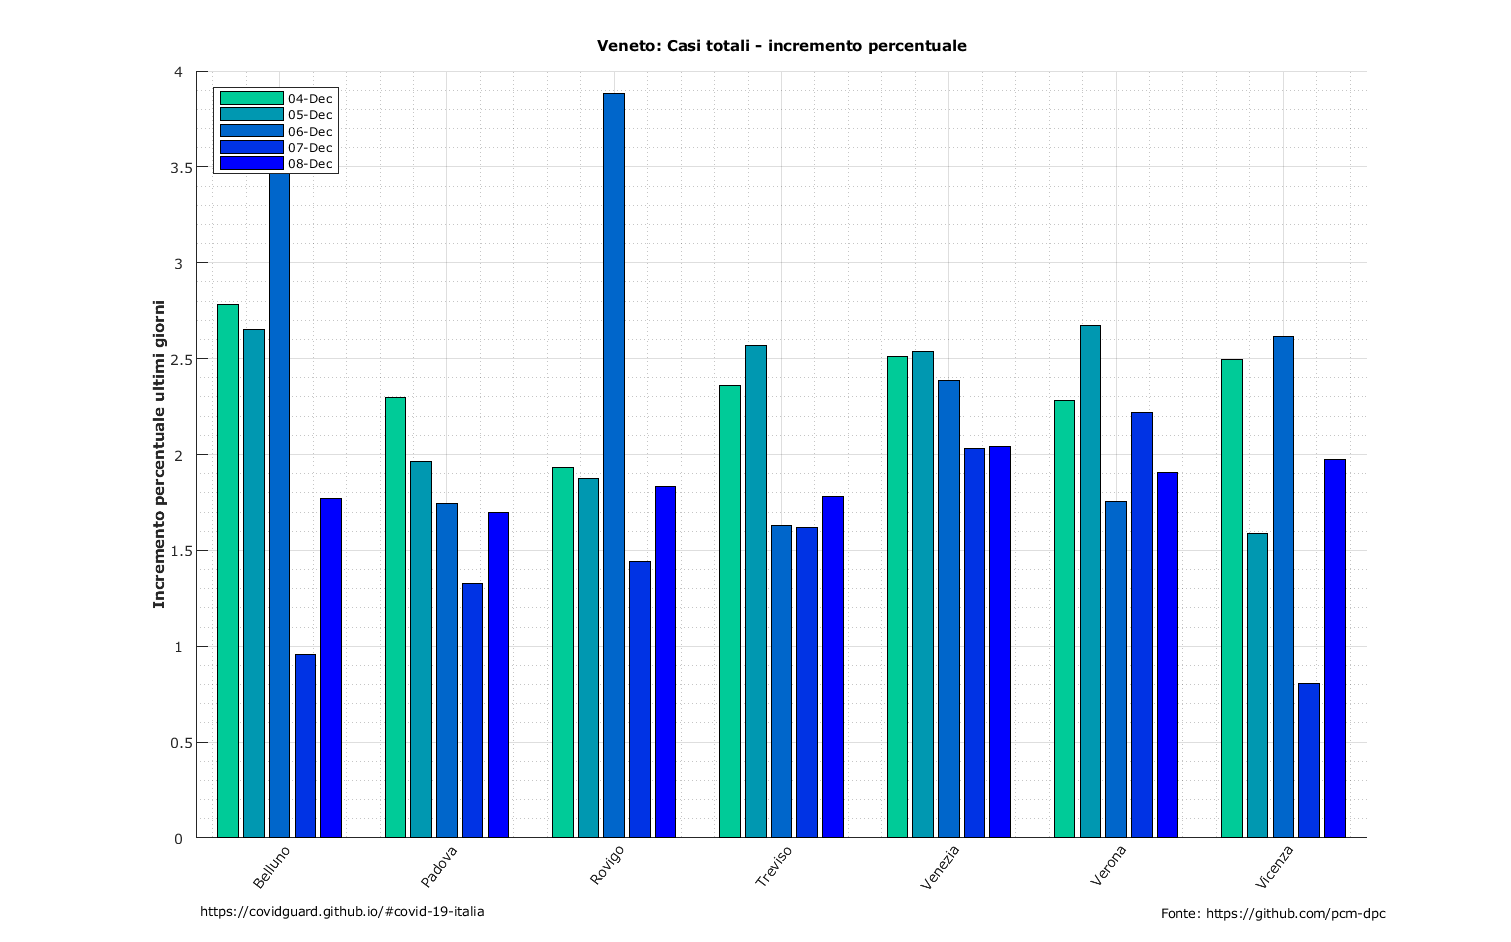 Veneto: Casi totali - incremento percentuale
4
3.5
3
2.5
2
1.5
1
0.5
0
Incremento percentuale ultimi giorni
04-Dec
05-Dec
06-Dec
07-Dec
08-Dec
Belluno
Padova
Rovigo
Treviso
Venezia
Verona
Vicenza
https://covidguard.github.io/#covid-19-italia
Fonte: https://github.com/pcm-dpc